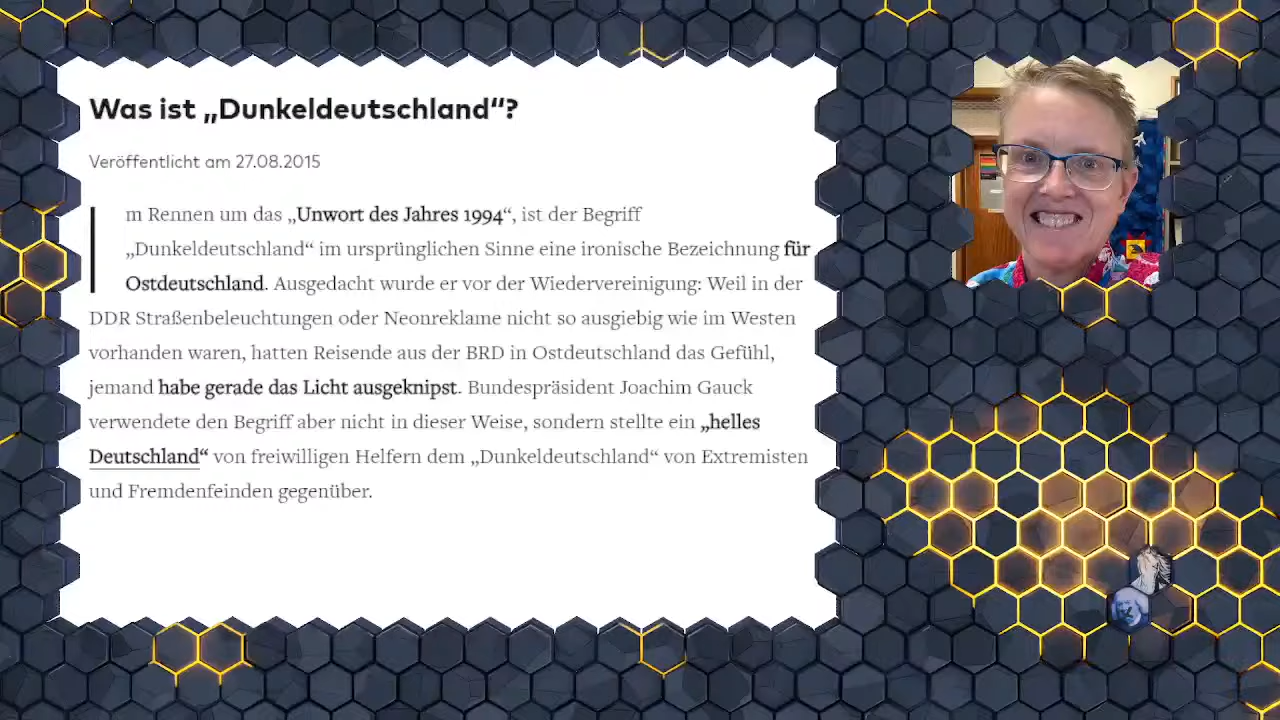 Was ist „Dunkeldeutschland“?
Veröffentlicht am 27.08.2015
m Rennen um das „Unwort des Jahres 1994“, ist der Begriff
„Dunkeldeutschland“ im ursprünglichen Sinne eine ironische Bezeichnung für
Ostdeutschland. Ausgedacht wurde er vor der Wiedervereinigung: Weil in der
DDR Straßenbeleuchtungen oder Neonreklame nicht so ausgiebig wie im Westen
vorhanden waren, hatten Reisende aus der BRD in Ostdeutschland das Gefühl,
jemand habe gerade das Licht ausgeknipst. Bundespräsident Joachim Gauck
verwendete den Begriff aber nicht in dieser Weise, sondern stellte ein „helles
Deutschland“ von freiwilligen Helfern dem „Dunkeldeutschland“ von Extremisten
und Fremdenfeinden gegenüber.